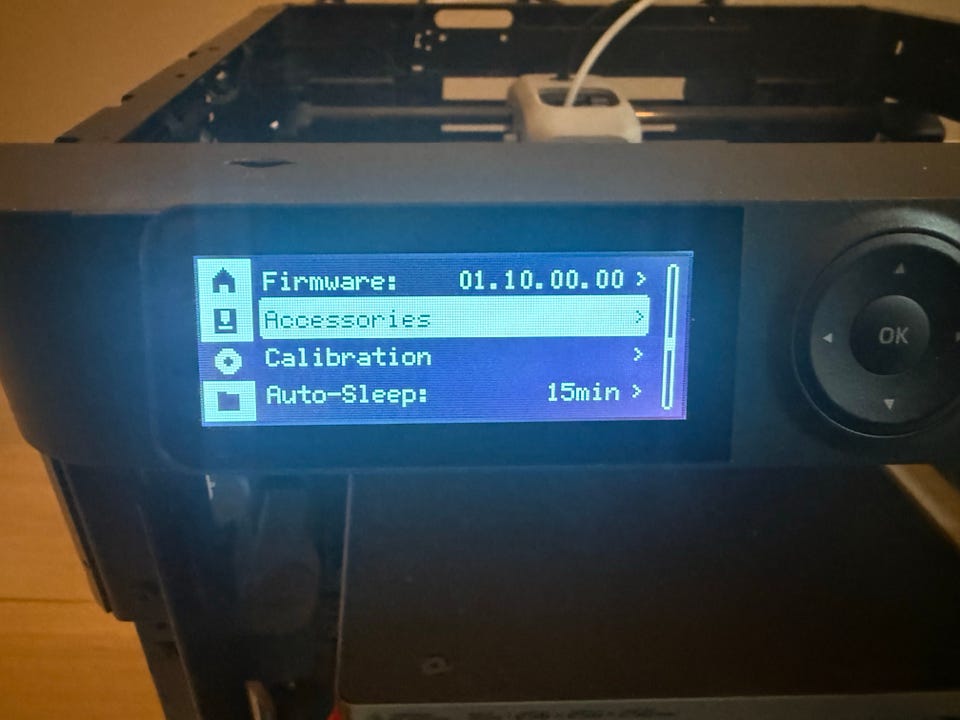 Firmware: 01.10.00.00 >
Accessories >
Calibration >
Auto-Sleep: 15min >
OK